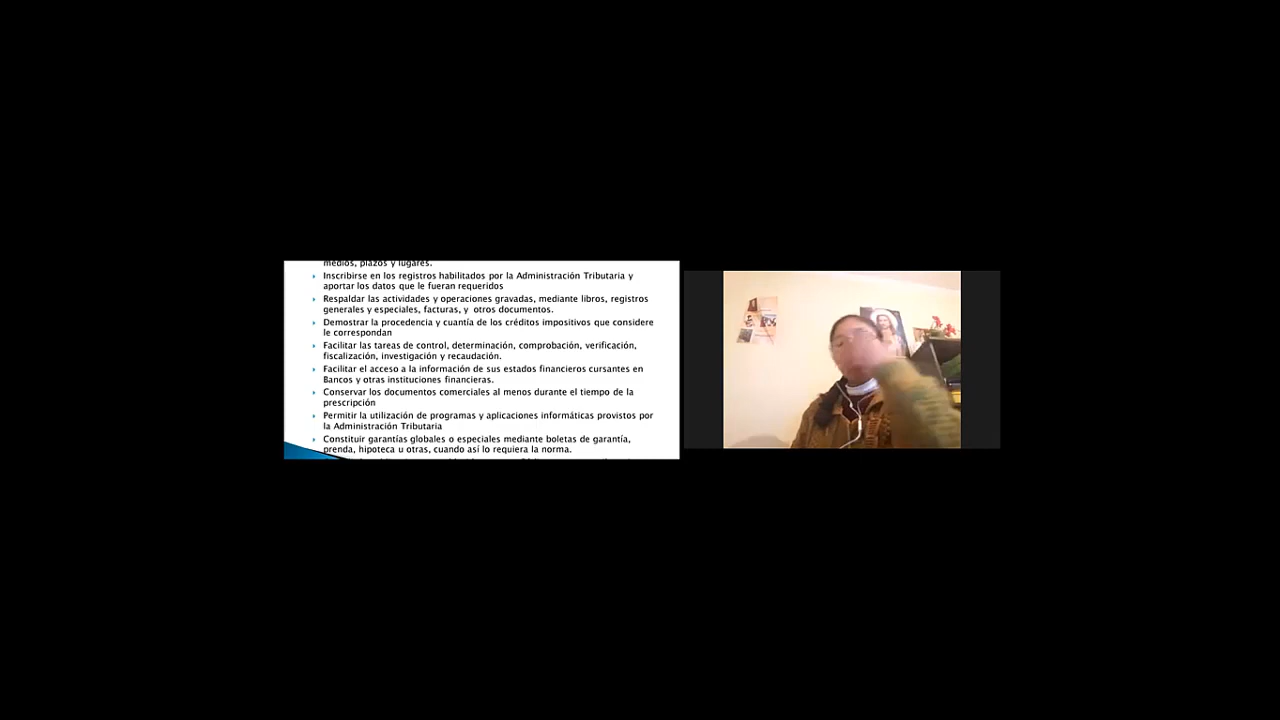 medios, plazos y lugares.
Inscribirse en los registros habilitados por la Administración Tributaria y
aportar los datos que le fueran requeridos
Respaldar las actividades y operaciones gravadas, mediante libros, registros
generales y especiales, facturas, y otros documentos.
Demostrar la procedencia y cuantía de los créditos impositivos que considere
le correspondan
Facilitar las tareas de control, determinación, comprobación, verificación,
fiscalización, investigación y recaudación.
Facilitar el acceso a la información de sus estados financieros cursantes en
Bancos y otras instituciones financieras.
Conservar los documentos comerciales al menos durante el tiempo de la
prescripción
Permitir la utilización de programas y aplicaciones informáticas provistos por
la Administración Tributaria
Constituir garantías globales o especiales mediante boletas de garantía,
prenda, hipoteca u otras, cuando así lo requiera la norma.